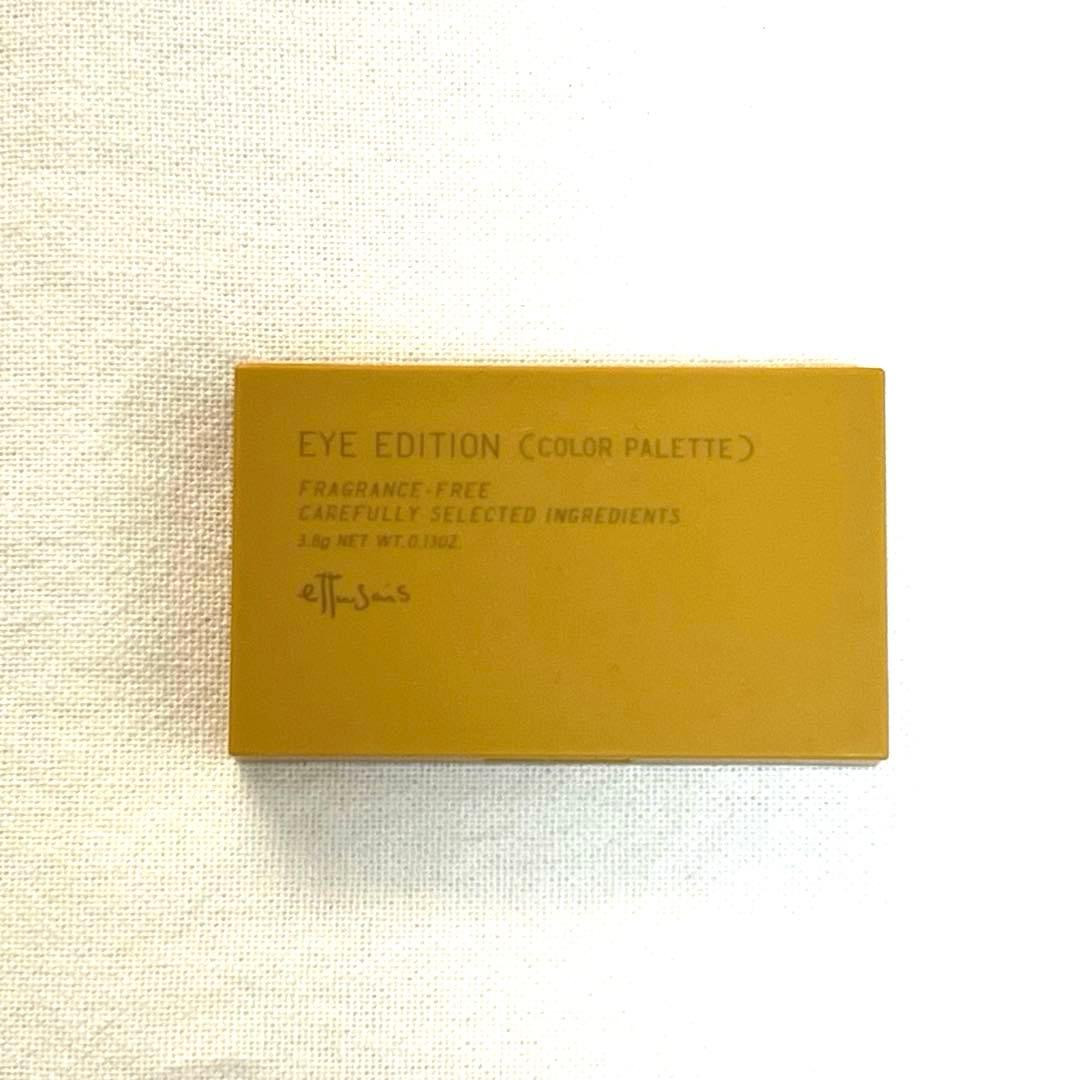 EYE EDITION (COLOR PALETTE)
FRAGRANCE-FREE
CAREFULLY SELECTED INGREDIENTS
3.8g NET WT. 0.13OZ.
ettusais